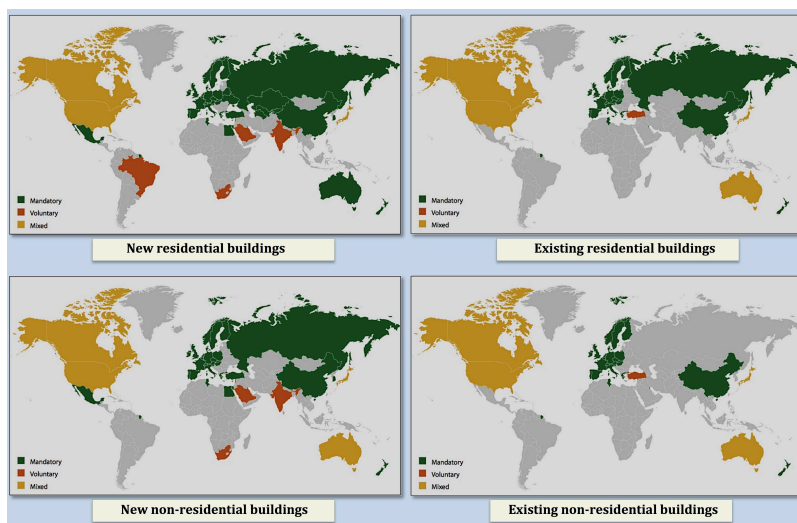 Mandatory
Voluntary
Mixed
New residential buildings
Mandatory
Voluntary
Mixed
Existing residential buildings
Mandatory
Voluntary
Mixed
New non-residential buildings
Mandatory
Voluntary
Mixed
Existing non-residential buildings